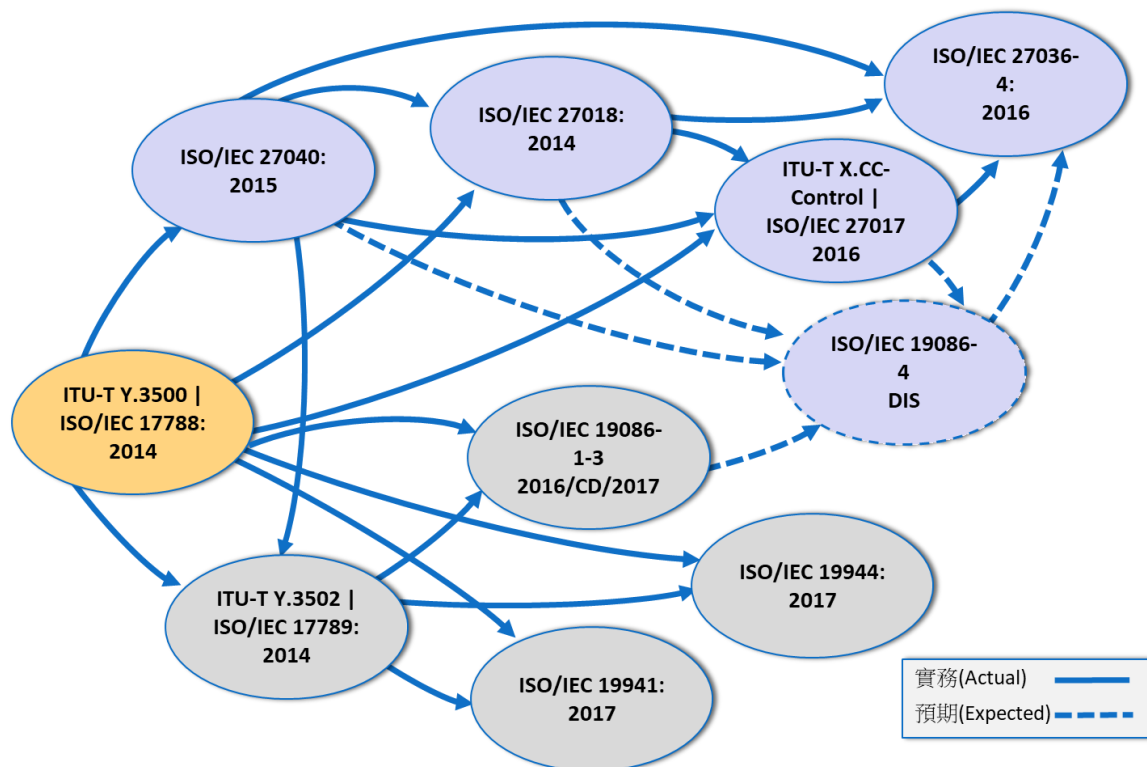 ISO/IEC 27036-
4:
2016
ISO/IEC 27018:
2014
ISO/IEC 27040:
2015
ITU-T X.CC-
Control |
ISO/IEC 27017
2016
ISO/IEC 19086-
4
DIS
ITU-T Y.3500 |
ISO/IEC 17788:
2014
ISO/IEC 19086-
1-3
2016/CD/2017
ISO/IEC 19944:
2017
ITU-T Y.3502 |
ISO/IEC 17789:
2014
ISO/IEC 19941:
2017
實務(Actual)
預期(Expected)